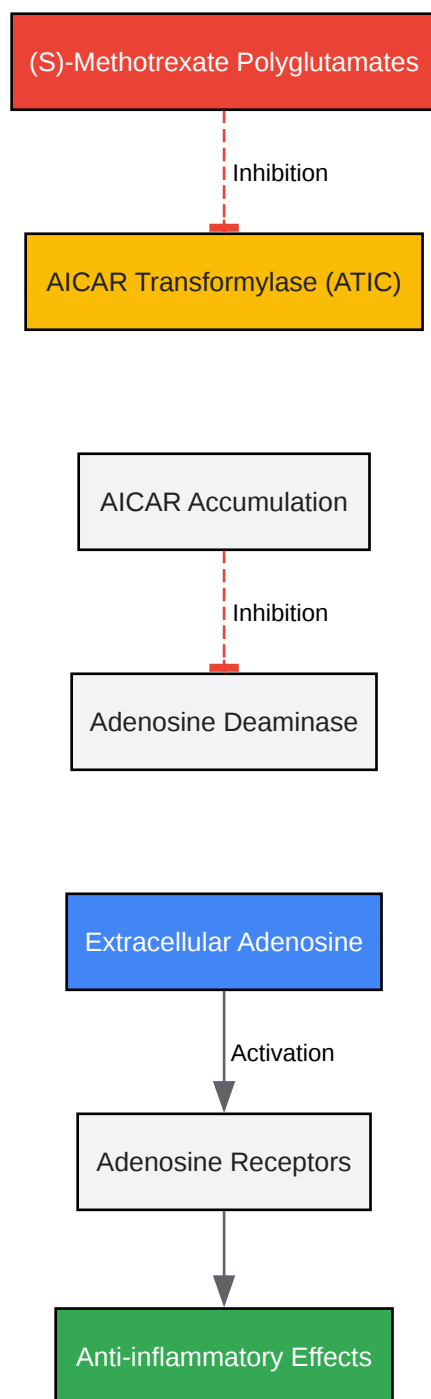 (S)-Methotrexate Polyglutamates
Inhibition
AICAR Transformylase (ATIC)
AICAR Accumulation
Inhibition
Adenosine Deaminase
Extracellular Adenosine
Activation
Adenosine Receptors
Anti-inflammatory Effects